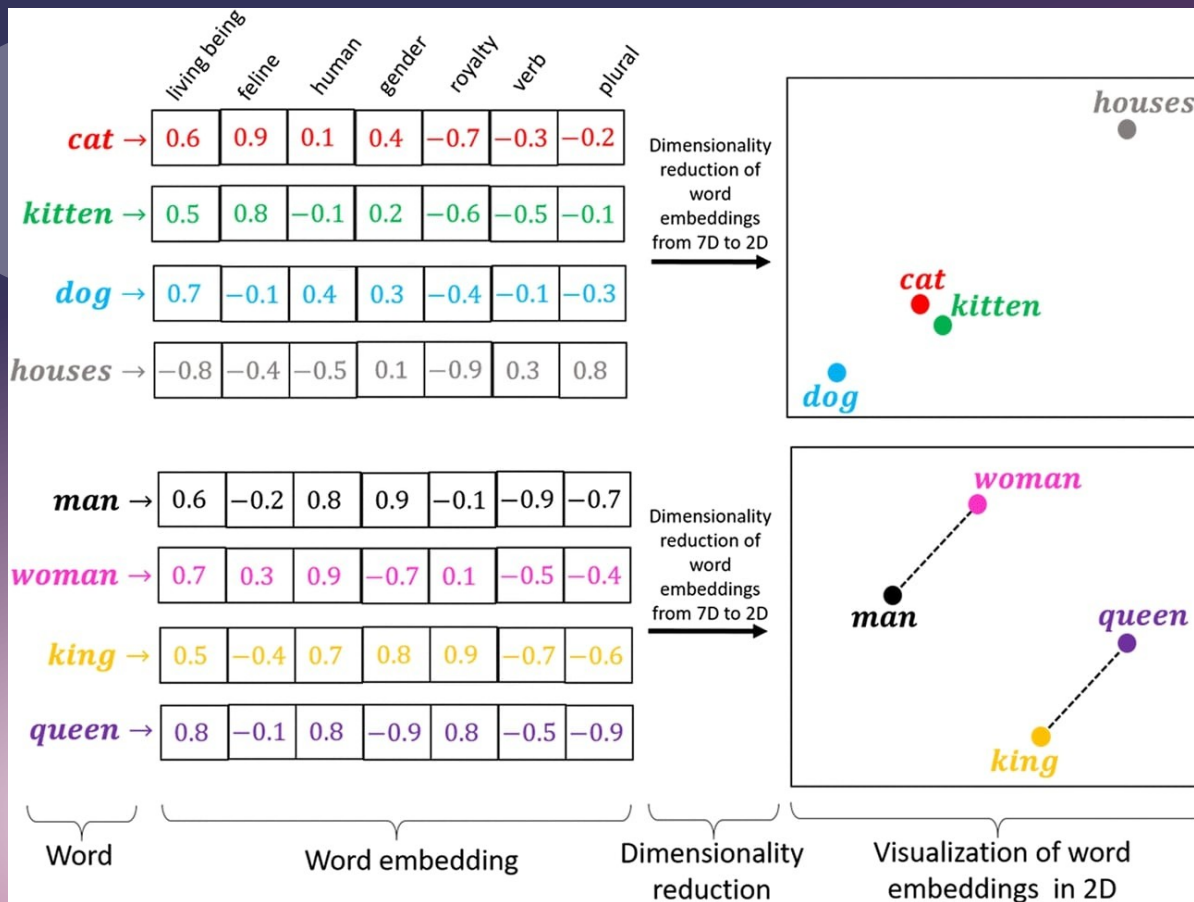 living being feline human gender royalty verb plural
cat → 0.6 0.9 0.1 0.4 −0.7 −0.3 −0.2
kitten → 0.5 0.8 −0.1 0.2 −0.6 −0.5 −0.1
dog → 0.7 −0.1 0.4 0.3 −0.4 −0.1 −0.3
houses → −0.8 −0.4 −0.5 0.1 −0.9 0.3 0.8
Dimensionality
reduction of
word
embeddings
from 7D to 2D
houses
cat
kitten
dog
man → 0.6 −0.2 0.8 0.9 −0.1 −0.9 −0.7
woman → 0.7 0.3 0.9 −0.7 0.1 −0.5 −0.4
king → 0.5 −0.4 0.7 0.8 0.9 −0.7 −0.6
queen → 0.8 −0.1 0.8 −0.9 0.8 −0.5 −0.9
Dimensionality
reduction of
word
embeddings
from 7D to 2D
woman
man
queen
king
Word
Word embedding
Dimensionality
reduction
Visualization of word
embeddings in 2D